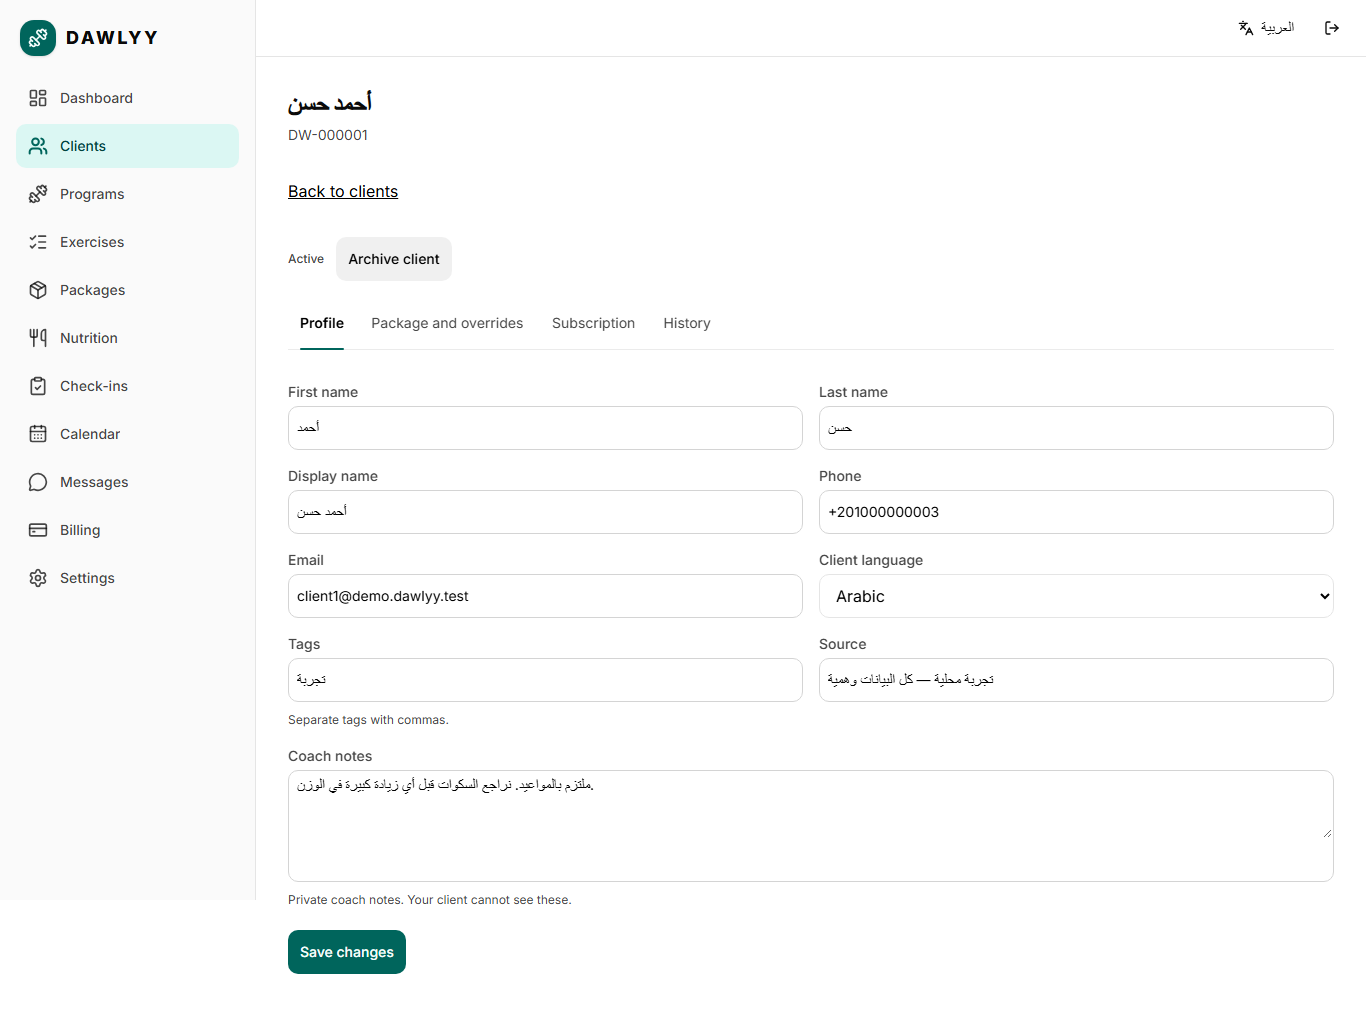 DAWLYY
العربية
Dashboard
Clients
Programs
Exercises
Packages
Nutrition
Check-ins
Calendar
Messages
Billing
Settings
أحمد حسن
DW-000001
Back to clients
Active
Archive client
Profile
Package and overrides
Subscription
History
First name
أحمد
Last name
حسن
Display name
أحمد حسن
Phone
+201000000003
Email
client1@demo.dawlyy.test
Client language
Arabic
Tags
تجربة
Separate tags with commas.
Source
تجربة محلية — كل البيانات وهمية
Coach notes
ملتزم بالمواعيد. نراجع السكوات قبل أي زيادة كبيرة في الوزن.
Private coach notes. Your client cannot see these.
Save changes